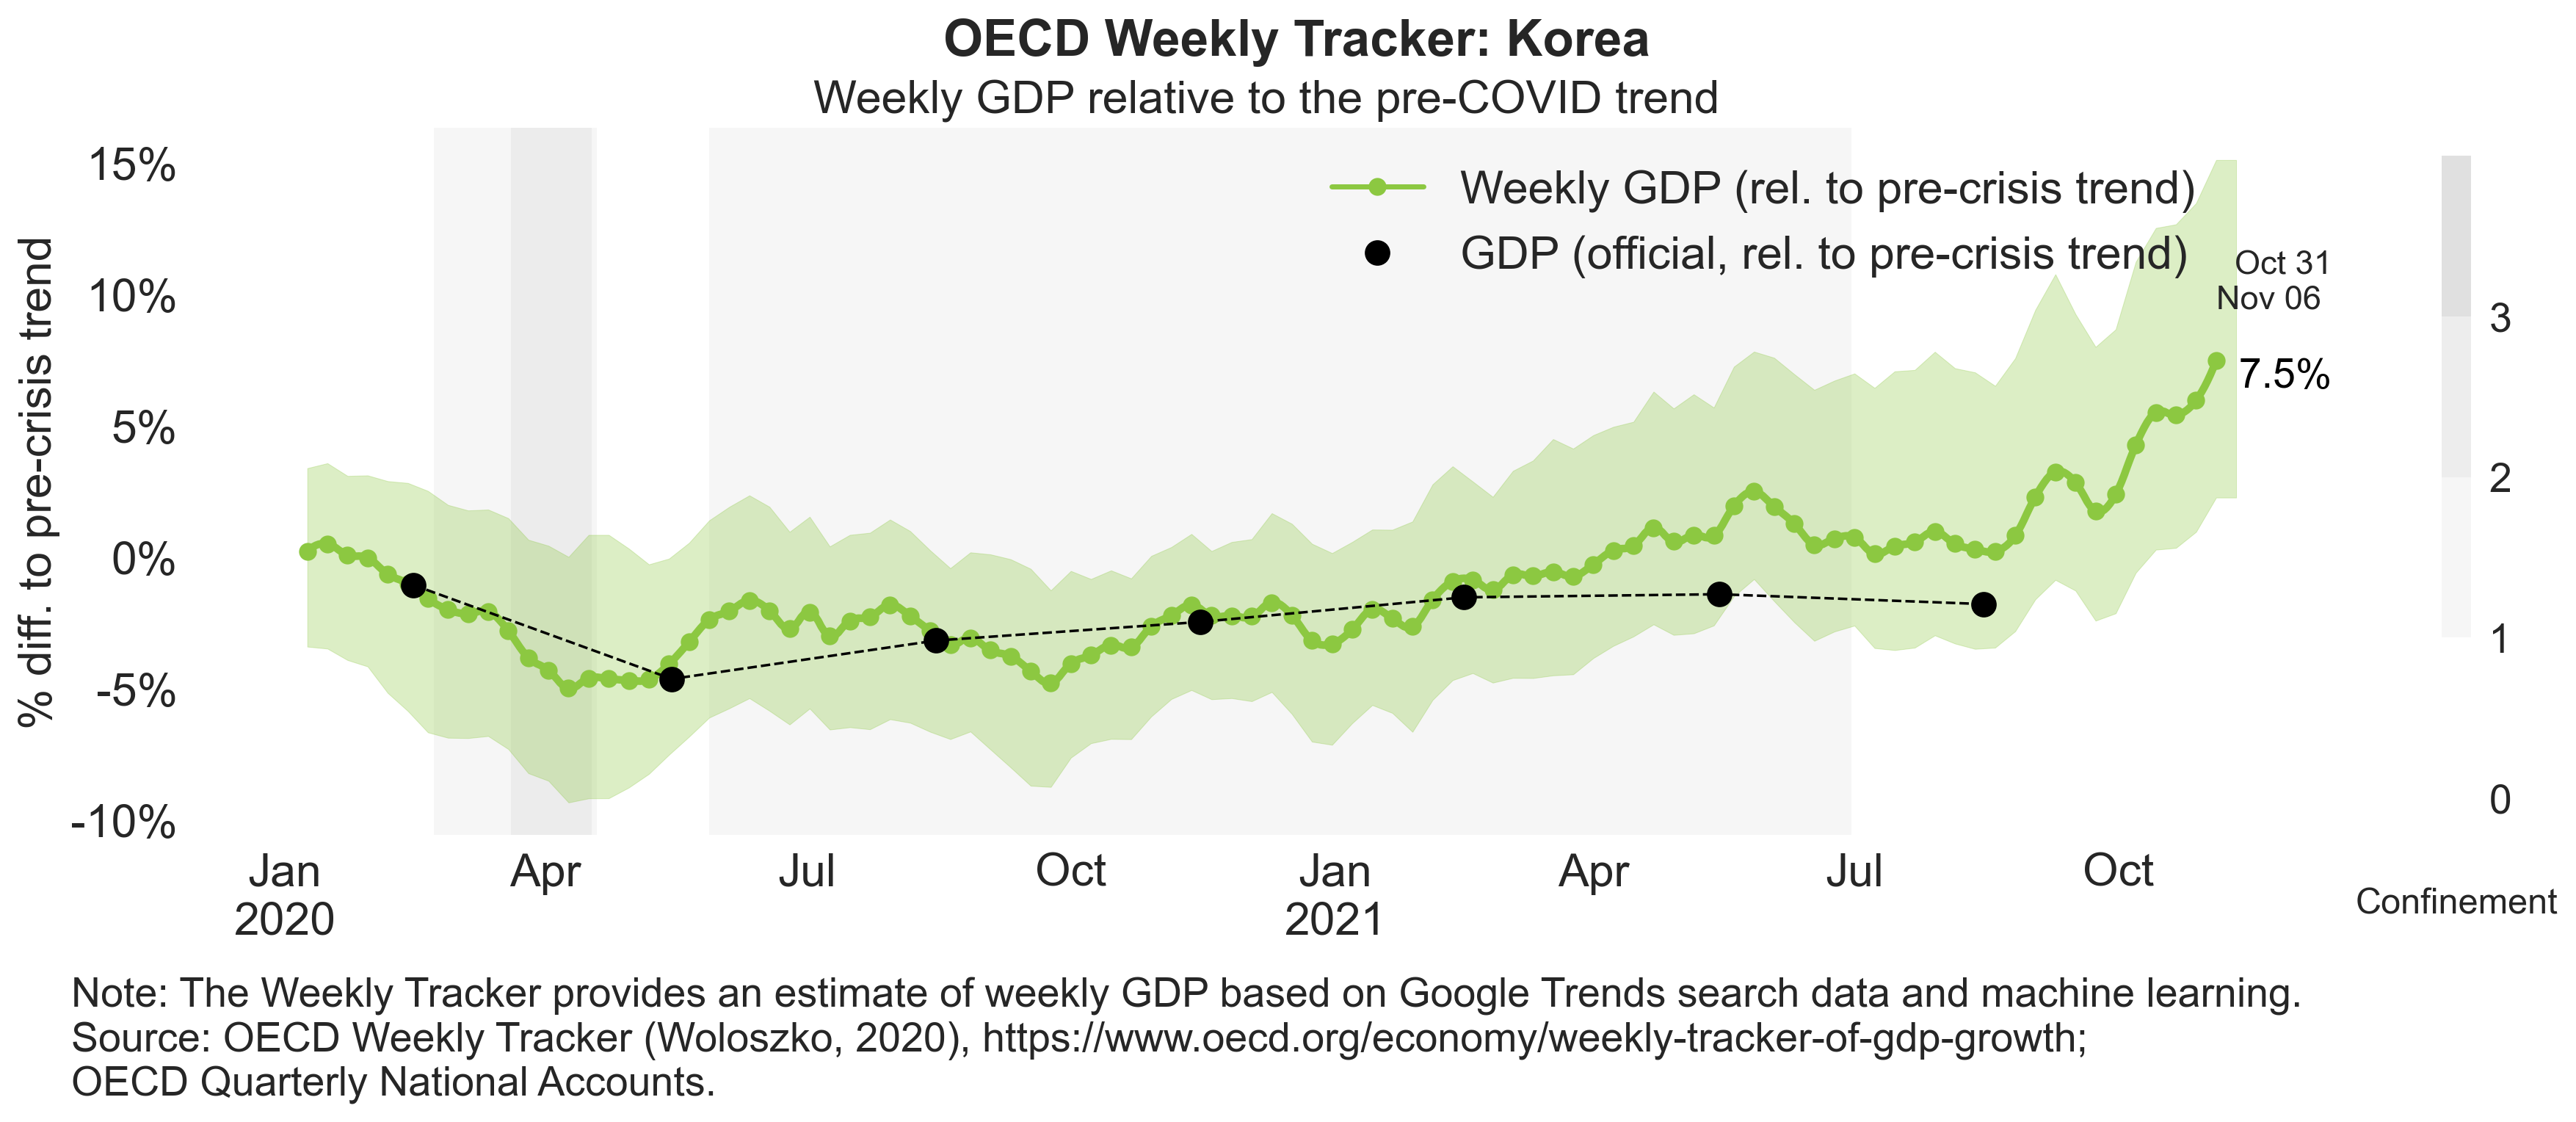 OECD Weekly Tracker: Korea
Weekly GDP relative to the pre-COVID trend
% diff. to pre-crisis trend
15%
10%
5%
0%
-5%
-10%
Weekly GDP (rel. to pre-crisis trend)
GDP (official, rel. to pre-crisis trend)
Oct 31
Nov 06
7.5%
3
2
1
0
Confinement
Jan Apr Jul Oct Jan Apr Jul Oct
2020 2021
Note: The Weekly Tracker provides an estimate of weekly GDP based on Google Trends search data and machine learning.
Source: OECD Weekly Tracker (Woloszko, 2020), https://www.oecd.org/economy/weekly-tracker-of-gdp-growth;
OECD Quarterly National Accounts.